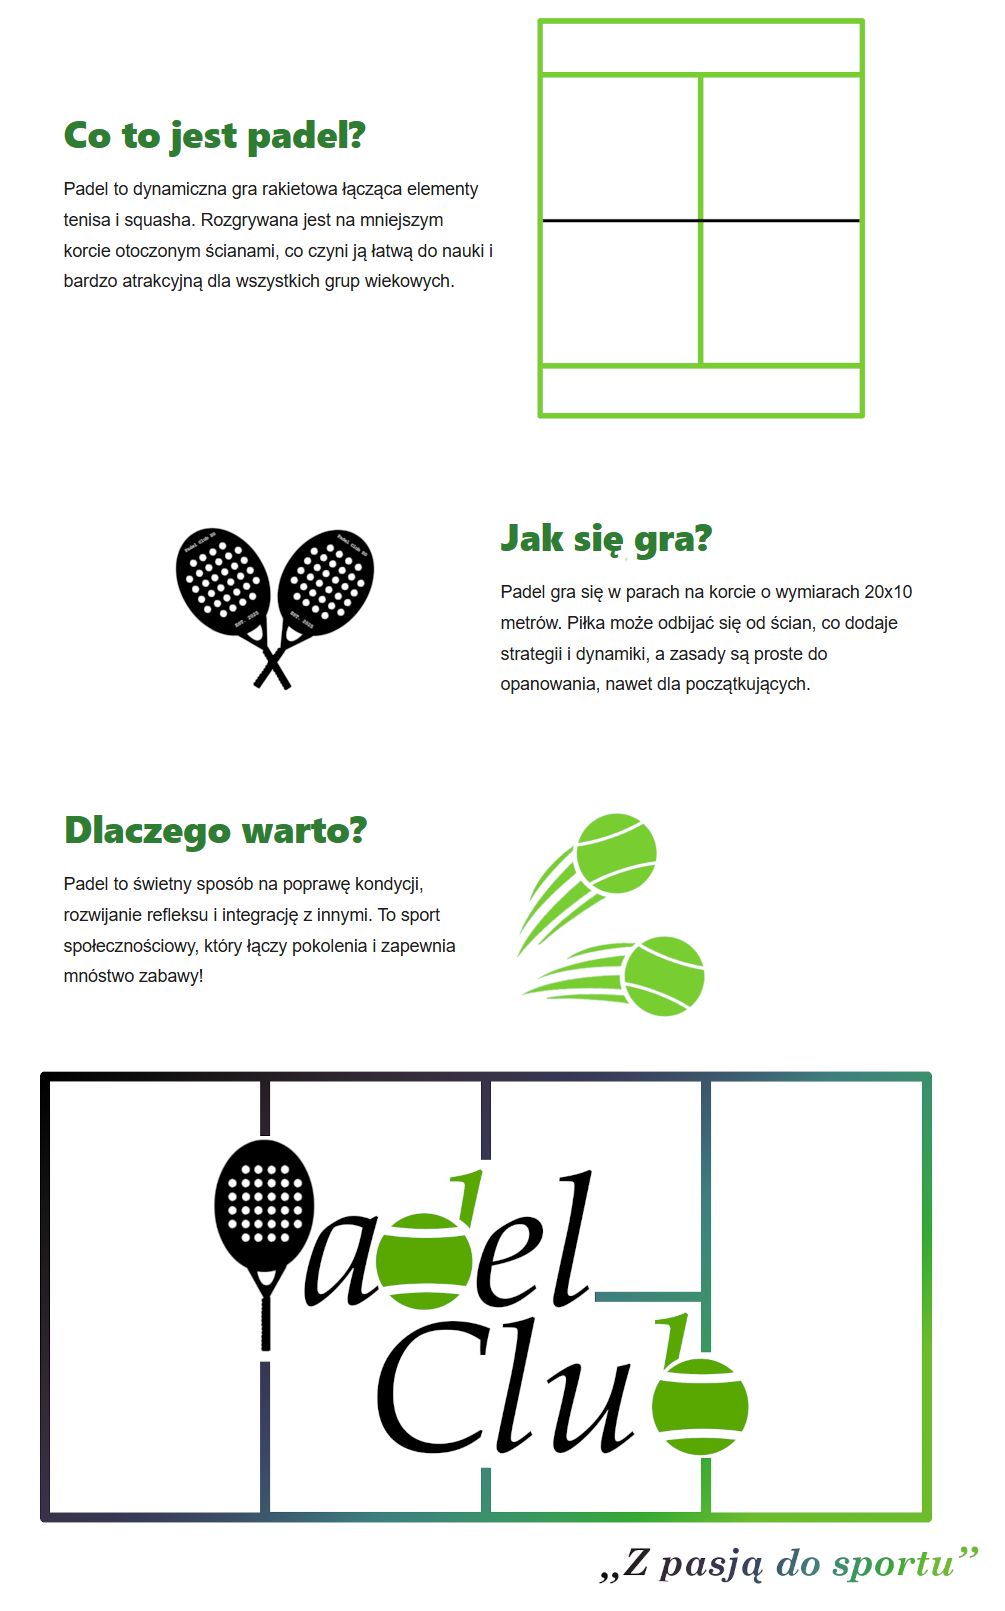 Co to jest padel?
Padel to dynamiczna gra rakietowa łącząca elementy
tenisa i squasha. Rozgrywana jest na mniejszym
korcie otoczonym ścianami, co czyni ją łatwą do nauki i
bardzo atrakcyjną dla wszystkich grup wiekowych.
Padel Club
Padel Club
EST. 2025
EST. 2025
Jak się gra?
Padel gra się w parach na korcie o wymiarach 20x10
metrów. Piłka może odbijać się od ścian, co dodaje
strategii i dynamiki, a zasady są proste do
opanowania, nawet dla początkujących.
Dlaczego warto?
Padel to świetny sposób na poprawę kondycji,
rozwijanie refleksu i integrację z innymi. To sport
społecznościowy, który łączy pokolenia i zapewnia
mnóstwo zabawy!
Padel
Club
„Z pasją do sportu”